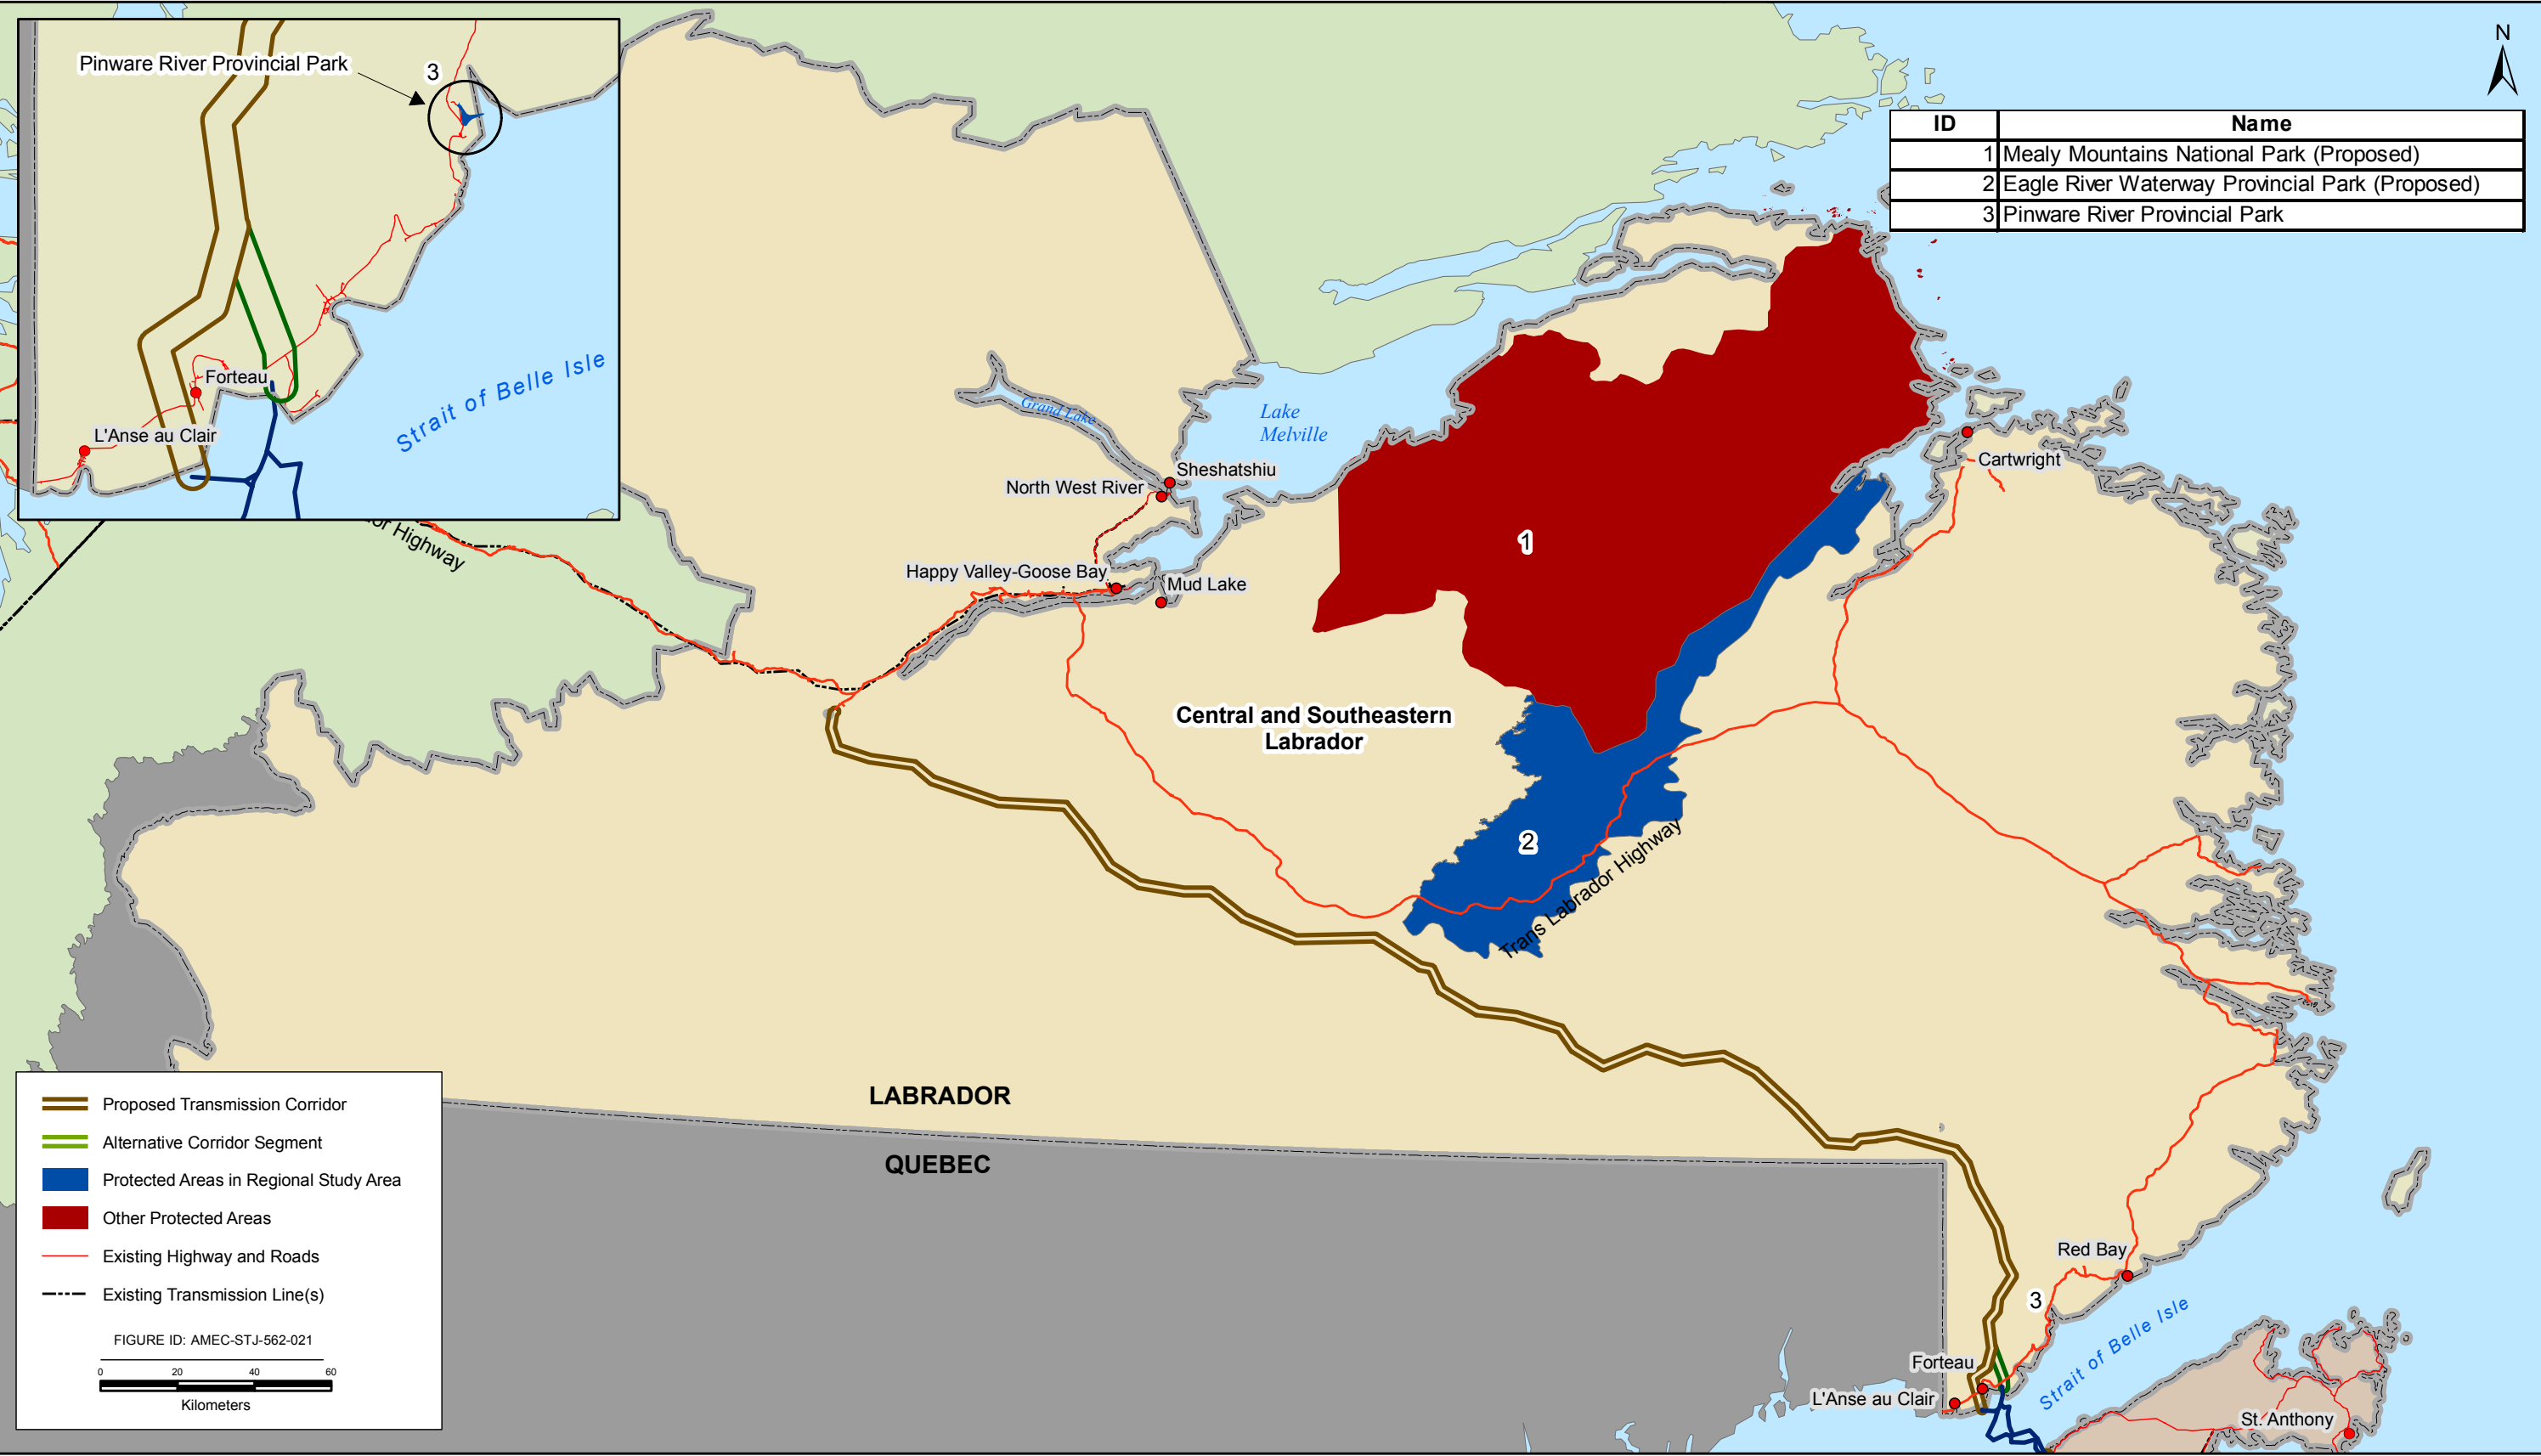 Pinware River Provincial Park
3
Forteau
L'Anse au Clair
Strait of Belle Isle
N
ID Name
1 Mealy Mountains National Park (Proposed)
2 Eagle River Waterway Provincial Park (Proposed)
3 Pinware River Provincial Park
Grand Lake
Lake
Melville
Sheshatshiu
North West River
Cartwright
Highway
1
Happy Valley-Goose Bay
Mud Lake
Central and Southeastern
Labrador
2
Trans Labrador Highway
LABRADOR
QUEBEC
Red Bay
3
Strait of Belle Isle
Forteau
L'Anse au Clair
St. Anthony
Proposed Transmission Corridor
Alternative Corridor Segment
Protected Areas in Regional Study Area
Other Protected Areas
Existing Highway and Roads
Existing Transmission Line(s)
FIGURE ID: AMEC-STJ-562-021
0 20 40 60
Kilometers